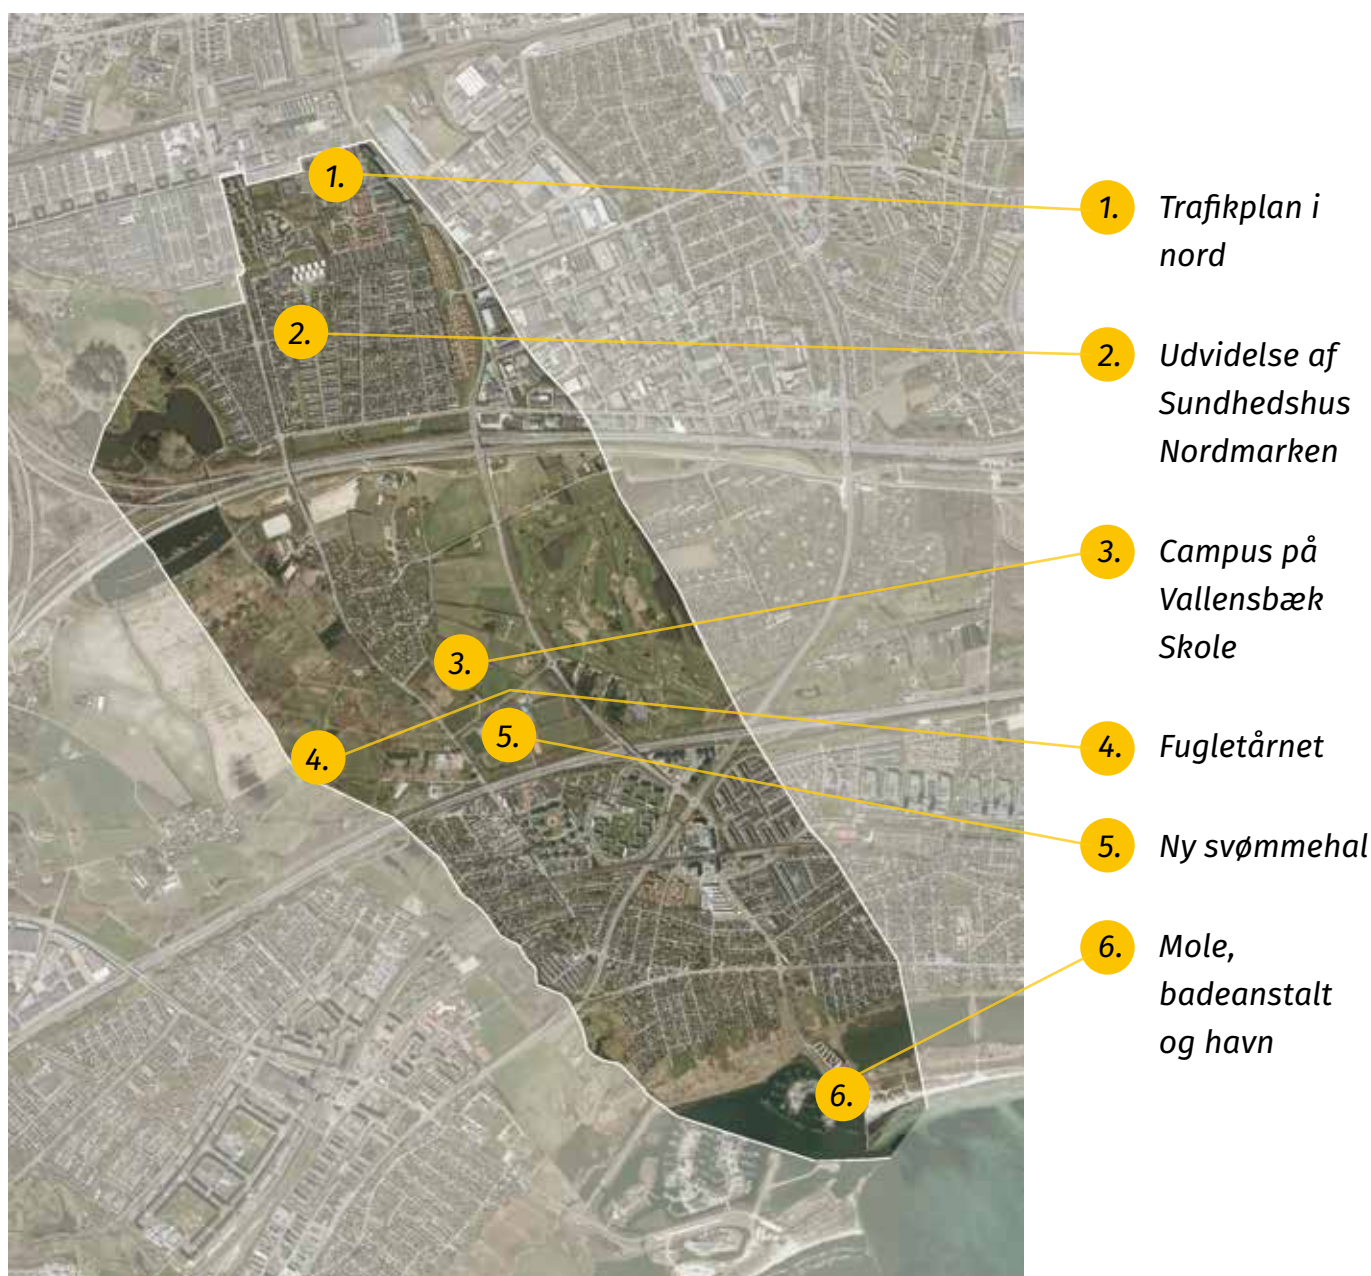 1.
2.
3.
4.
5.
6.
1. Trafikplan i
nord
2. Udvidelse af
Sundhedshus
Nordmarken
3. Campus på
Vallensbæk
Skole
4. Fugletårnet
5. Ny svømmehal
6. Mole,
badeanstalt
og havn